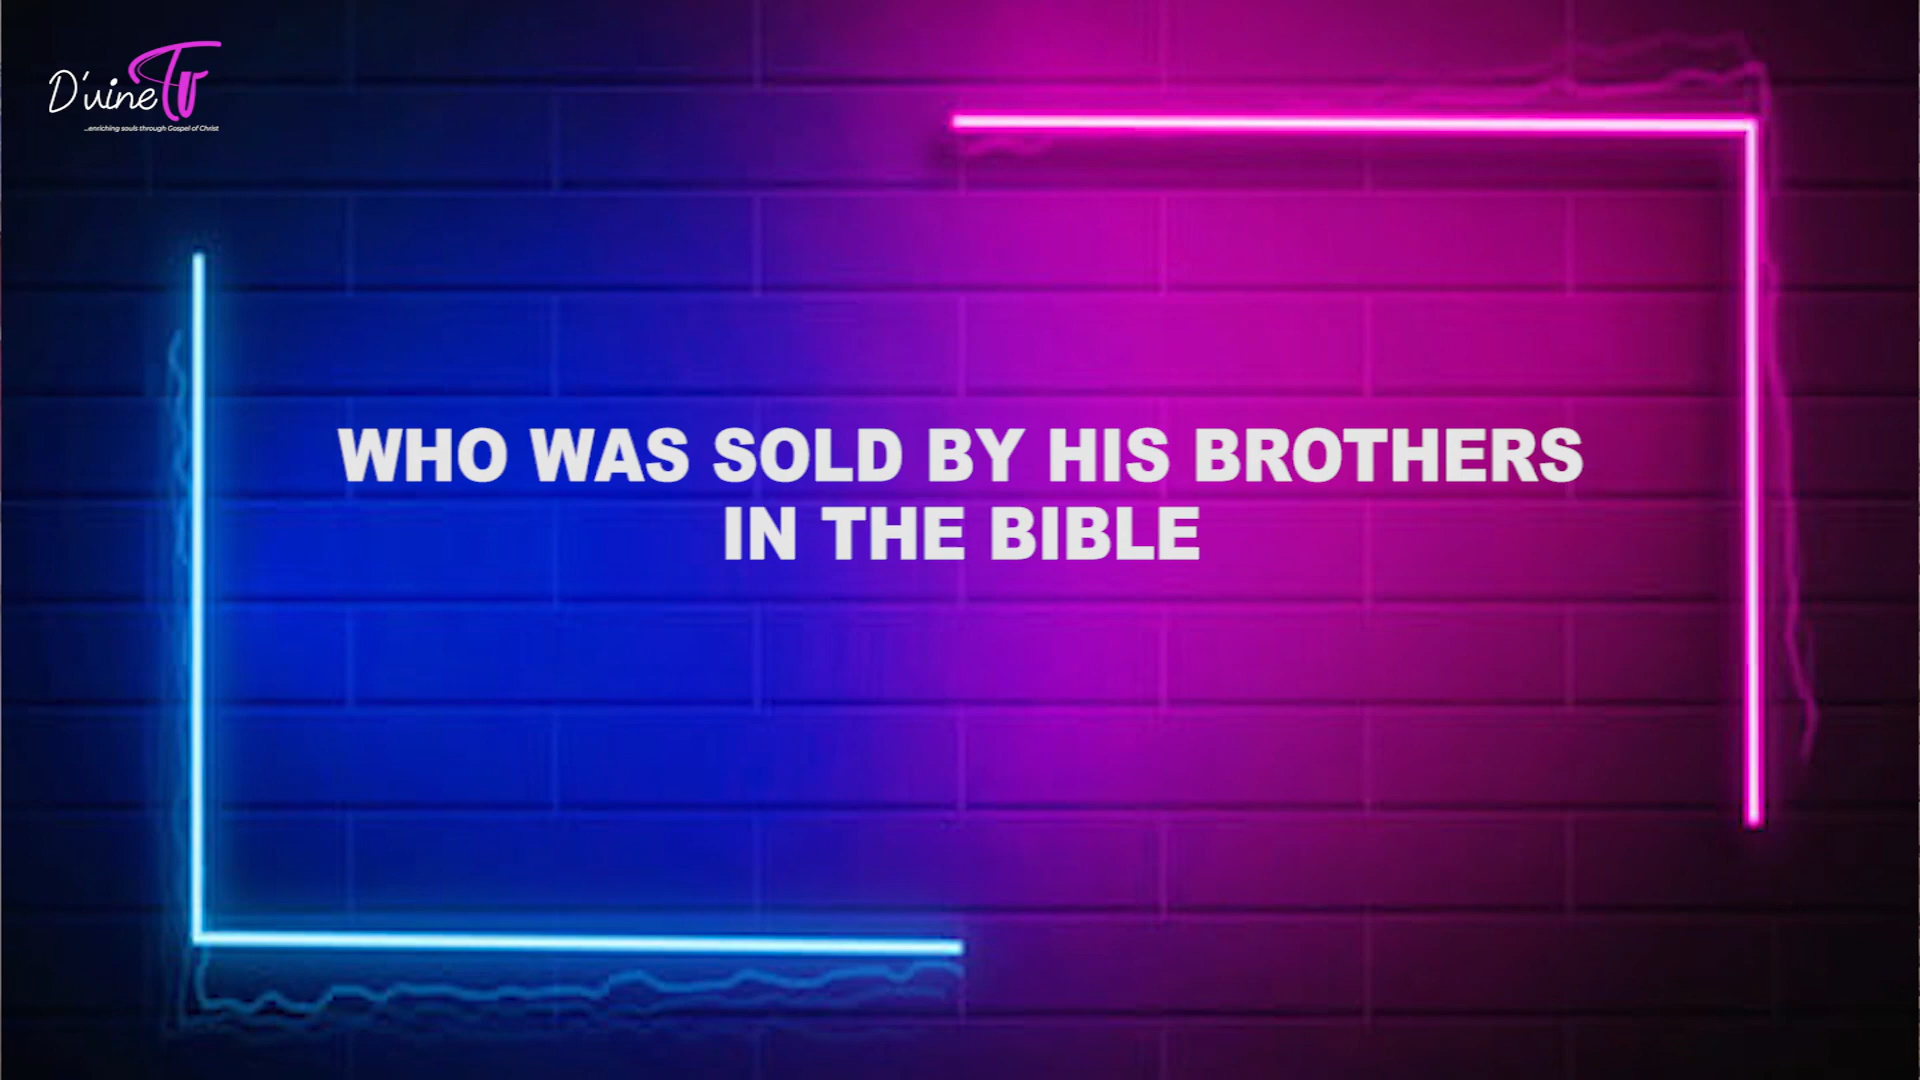 D'vine Tv
...enriching souls through Gospel of Christ
WHO WAS SOLD BY HIS BROTHERS
IN THE BIBLE